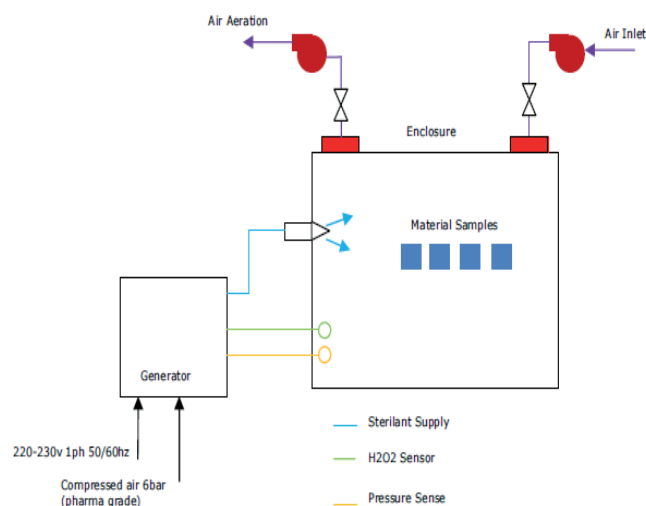 Air Aeration
Air Inlet
Enclosure
Material Samples
Generator
220-230v 1ph 50/60hz
Compressed air 6bar
(pharma grade)
Sterilant Supply
H2O2 Sensor
Pressure Sense